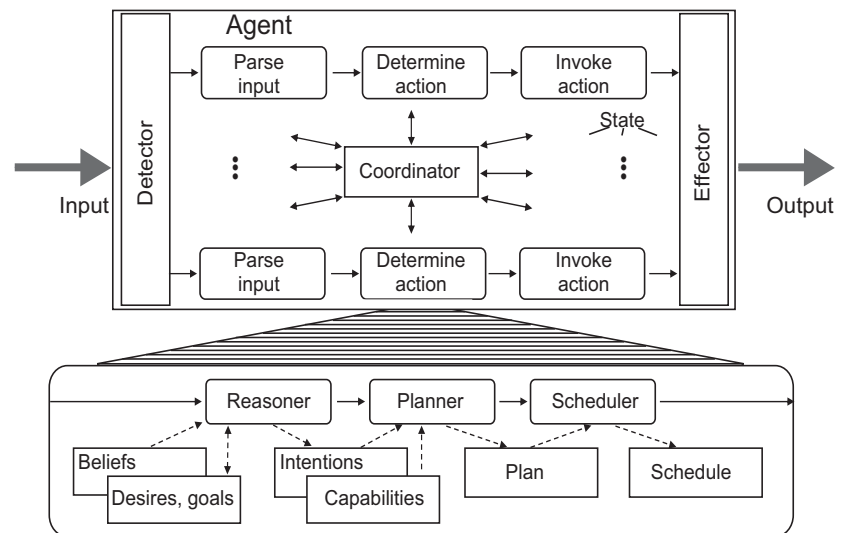 Agent
Parse
input
Determine
action
Invoke
action
State
Detector
Coordinator
Effector
Input
Output
Parse
input
Determine
action
Invoke
action
Reasoner
Planner
Scheduler
Beliefs
Desires, goals
Intentions
Capabilities
Plan
Schedule